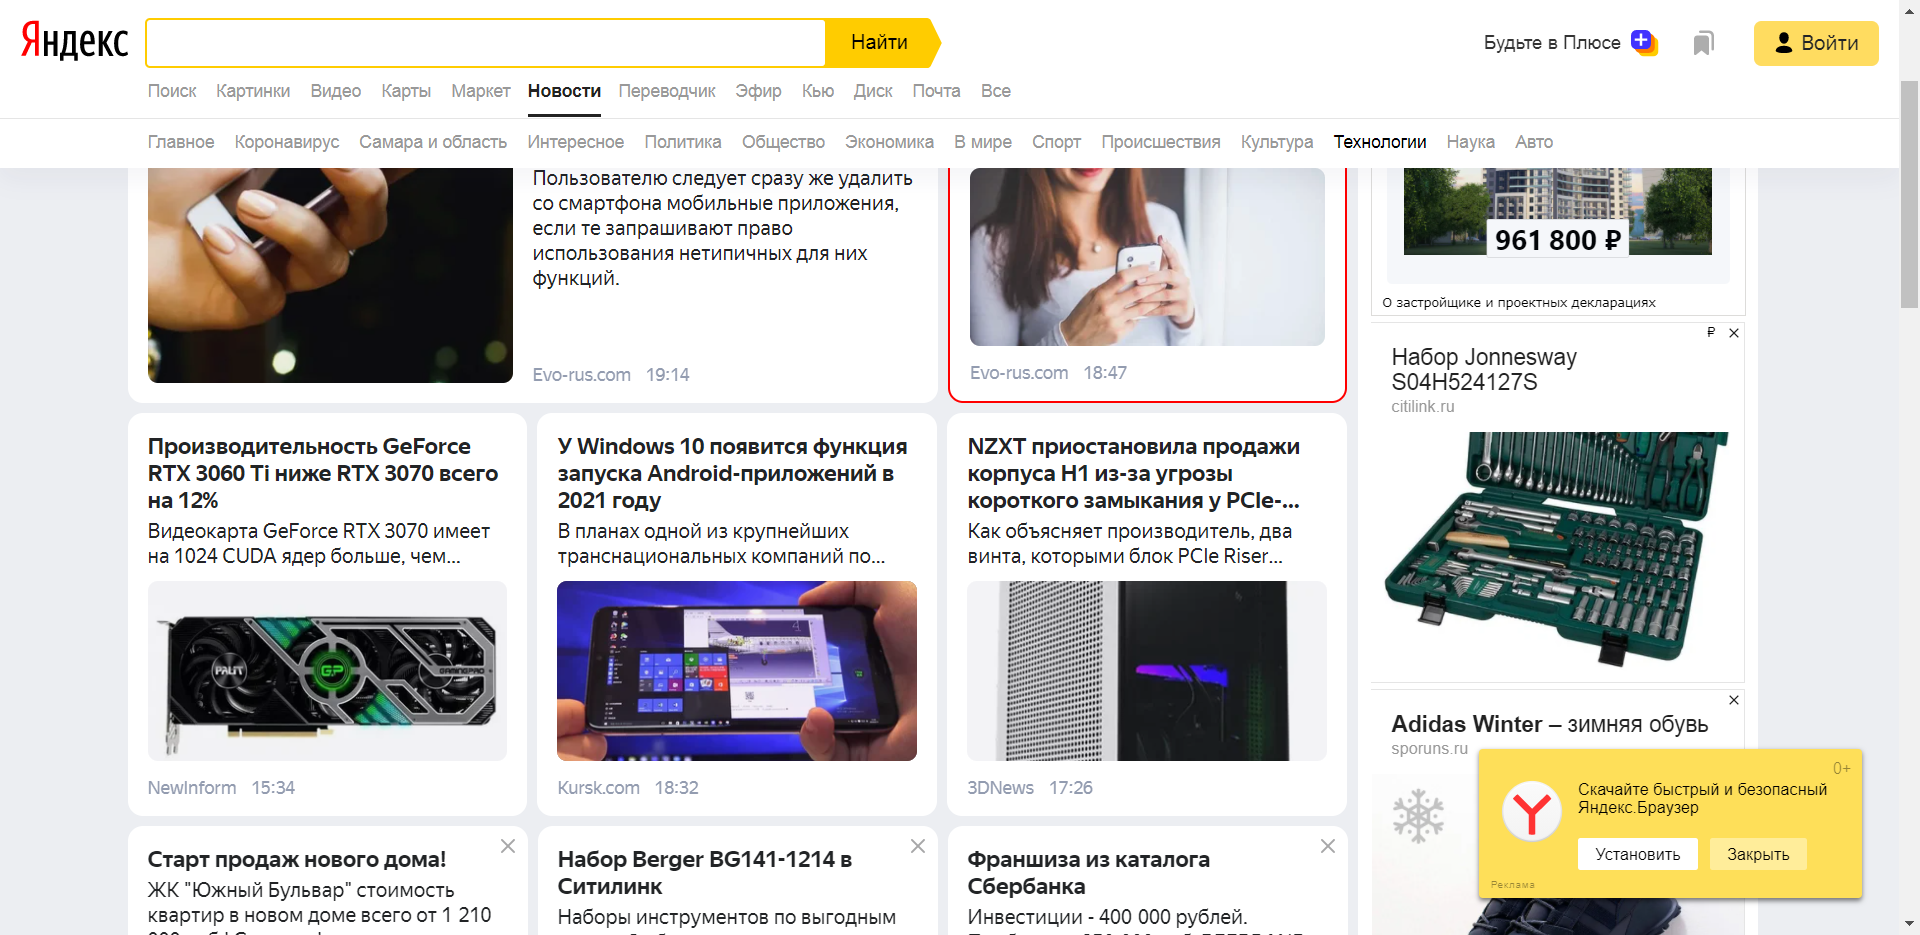 Яндекс
Найти
Будьте в Плюсе
Войти
Поиск Картинки Видео Карты Маркет Новости Переводчик Эфир Кью Диск Почта Все
Главное Коронавирус Самара и область Интересное Политика Общество Экономика В мире Спорт Происшествия Культура Технологии Наука Авто
Пользователю следует сразу же удалить
со смартфона мобильные приложения,
если те запрашивают право
использования нетипичных для них
функций.
Evo-rus.com 19:14
Evo-rus.com 18:47
961 800 ₽
О застройщике и проектных декларациях
₽
Набор Jonnesway
S04H524127S
citilink.ru
Производительность GeForce
RTX 3060 Ti ниже RTX 3070 всего
на 12%
Видеокарта GeForce RTX 3070 имеет
на 1024 CUDA ядер больше, чем...
PALIT
GP
GAMINGPRO
NewInform 15:34
У Windows 10 появится функция
запуска Android-приложений в
2021 году
В планах одной из крупнейших
транснациональных компаний по...
Kursk.com 18:32
NZXT приостановила продажи
корпуса H1 из-за угрозы
короткого замыкания у PCIe-...
Как объясняет производитель, два
винта, которыми блок PCIe Riser...
3DNews 17:26
Adidas Winter – зимняя обувь
sporuns.ru
0+
Скачайте быстрый и безопасный
Яндекс.Браузер
Установить
Закрыть
Реклама
Старт продаж нового дома!
ЖК "Южный Бульвар" стоимость
квартир в новом доме всего от 1 210
Набор Berger BG141-1214 в
Ситилинк
Наборы инструментов по выгодным
Франшиза из каталога
Сбербанка
Инвестиции - 400 000 рублей.